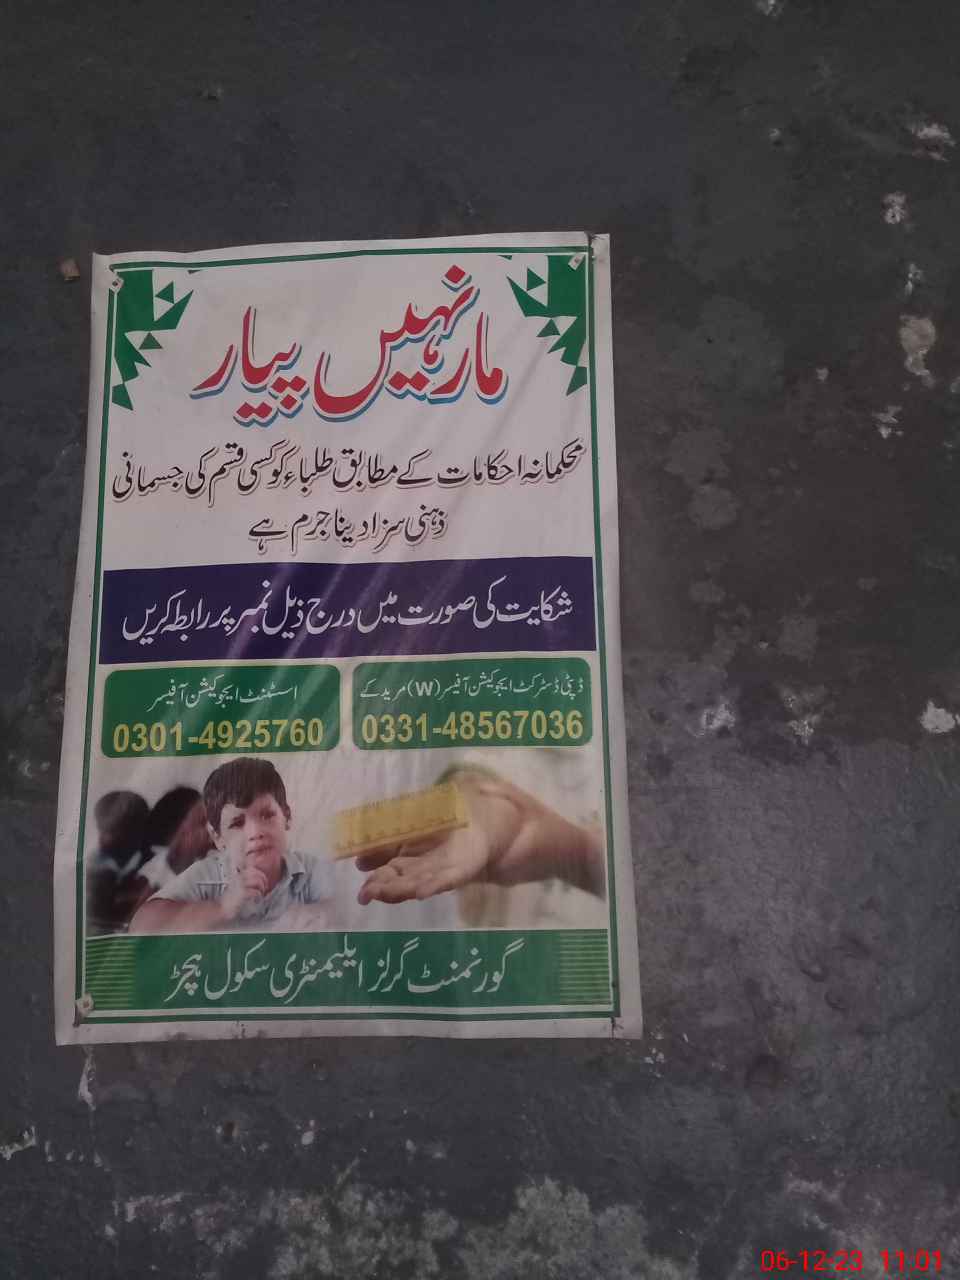 مار نہیں پیار
محکمانہ احکامات کے مطابق طلباء کو کسی قسم کی جسمانی
ذہنی سزا دینا جرم ہے
شکایت کی صورت میں درج ذیل نمبر پر رابطہ کریں
ڈپٹی ڈسٹرکٹ ایجوکیشن آفیسر (W) مریدکے
0331-48567036
اسسٹنٹ ایجوکیشن آفیسر
0301-4925760
گورنمنٹ گرلز ایلیمنٹری سکول ہچڑ
06-12-23 11:01